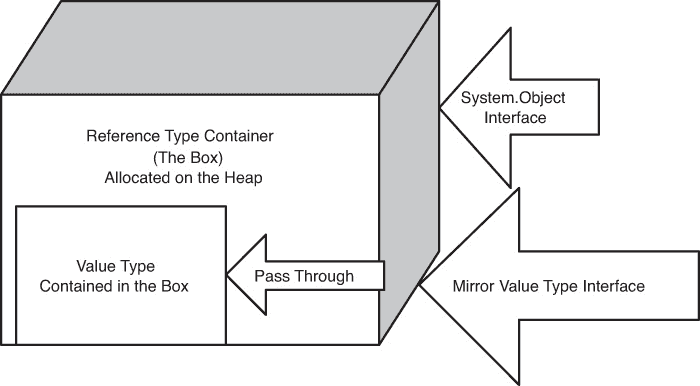 Reference Type Container
(The Box)
Allocated on the Heap
System.Object
Interface
Value Type
Contained in the Box
Pass Through
Mirror Value Type Interface